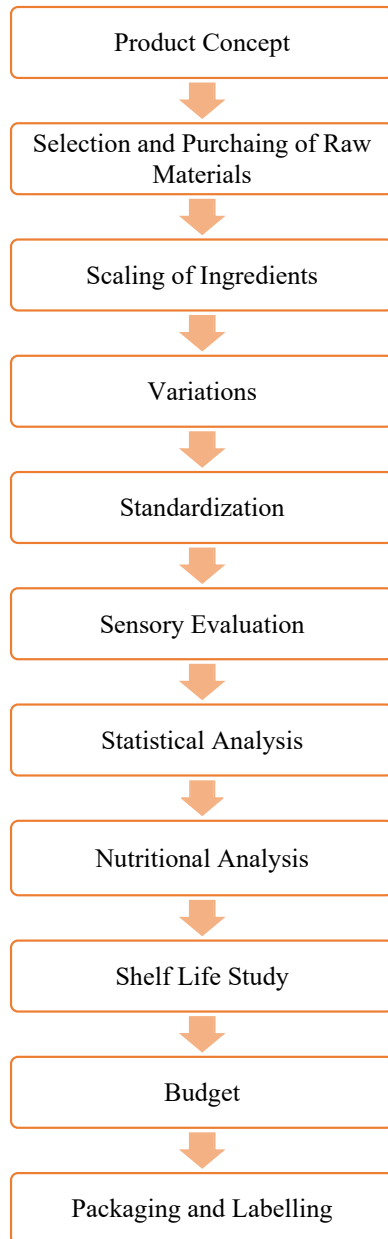 Product Concept
Selection and Purchaing of Raw
Materials
Scaling of Ingredients
Variations
Standardization
Sensory Evaluation
Statistical Analysis
Nutritional Analysis
Shelf Life Study
Budget
Packaging and Labelling